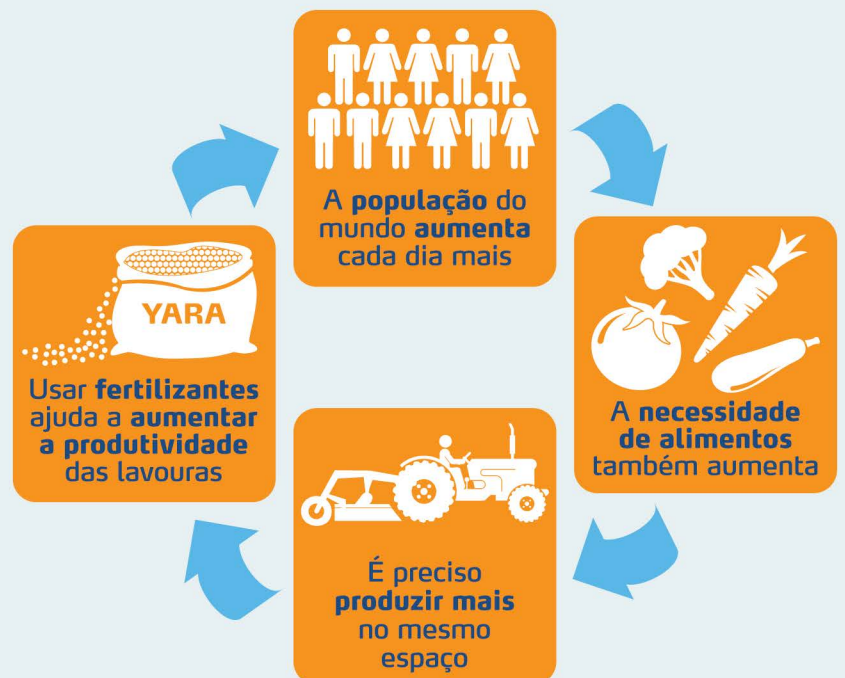 A população do
mundo aumenta
cada dia mais
A necessidade
de alimentos
também aumenta
É preciso
produzir mais
no mesmo
espaço
YARA
Usar fertilizantes
ajuda a aumentar
a produtividade
das lavouras